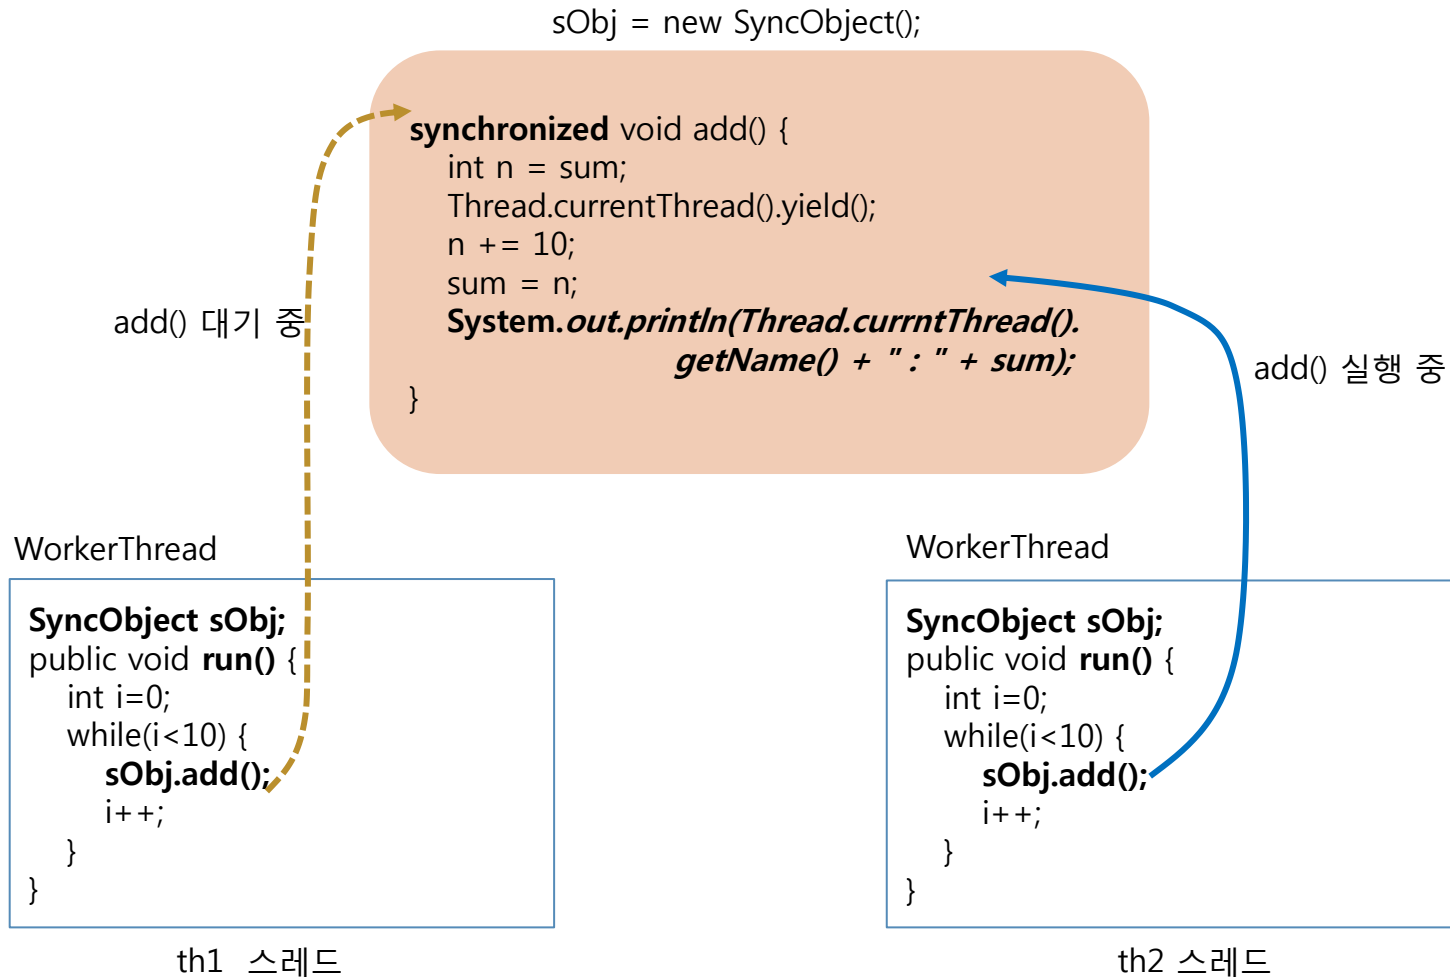 sObj = new SyncObject();
synchronized void add() {
int n = sum;
Thread.currentThread().yield();
n += 10;
sum = n;
System.out.println(Thread.currntThread().
getName() + " : " + sum);
}
add() 대기 중
add() 실행 중
WorkerThread
SyncObject sObj;
public void run() {
int i=0;
while(i<10) {
sObj.add();
i++;
}
}
th1 스레드
WorkerThread
SyncObject sObj;
public void run() {
int i=0;
while(i<10) {
sObj.add();
i++;
}
}
th2 스레드